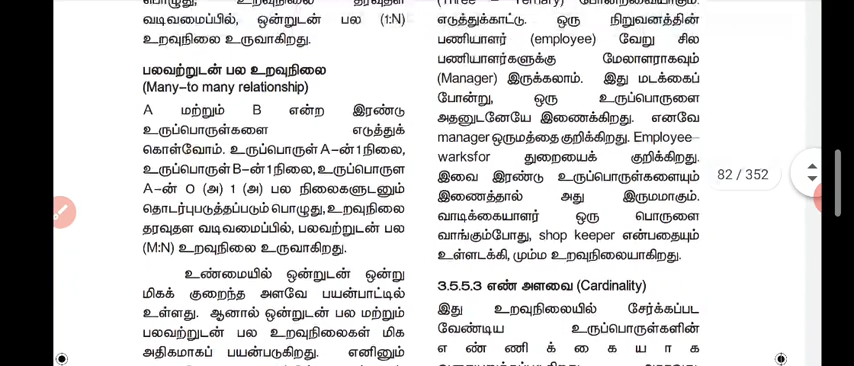 வடிவமைப்பில், ஒன்றுடன் பல (1:N)
உறவுநிலை உருவாகிறது.
பலவற்றுடன் பல உறவுநிலை
(Many–to many relationship)
A மற்றும் B என்ற இரண்டு
உருப்பொருள்களை எடுத்துக்
கொள்வோம். உருப்பொருள் A–ன் 1 நிலை,
உருப்பொருள் B–ன் 1 நிலை, உருப்பொருள
A–ன் 0 (அ) 1 (அ) பல நிலைகளுடனும்
தொடர்புபடுத்தப்படும் பொழுது, உறவுநிலை
தரவுதள வடிவமைப்பில், பலவற்றுடன் பல
(M:N) உறவுநிலை உருவாகிறது.
உண்மையில் ஒன்றுடன் ஒன்று
மிகக் குறைந்த அளவே பயன்பாட்டில்
உள்ளது. ஆனால் ஒன்றுடன் பல மற்றும்
பலவற்றுடன் பல உறவுநிலைகள் மிக
அதிகமாகப் பயன்படுகிறது. எனினும்
எடுத்துக்காட்டு. ஒரு நிறுவனத்தின்
பணியாளர் (employee) வேறு சில
பணியாளர்களுக்கு மேலாளராகவும்
(Manager) இருக்கலாம். இது மடக்கைப்
போன்று, ஒரு உருப்பொருளை
அதனுடனேயே இணைக்கிறது. எனவே
manager ஒருமத்தை குறிக்கிறது. Employee–
warksfor துறையைக் குறிக்கிறது.
இவை இரண்டு உருப்பொருள்களையும்
இணைத்தால் அது இருமமாகும்.
வாடிக்கையாளர் ஒரு பொருளை
வாங்கும்போது, shop keeper என்பதையும்
உள்ளடக்கி, மும்ம உறவுநிலையாகிறது.
3.5.5.3 எண் அளவை (Cardinality)
இது உறவுநிலையில் சேர்க்கப்பட
வேண்டிய உருப்பொருள்களின்
எ ண் ணி க் கை யா க
82 / 352